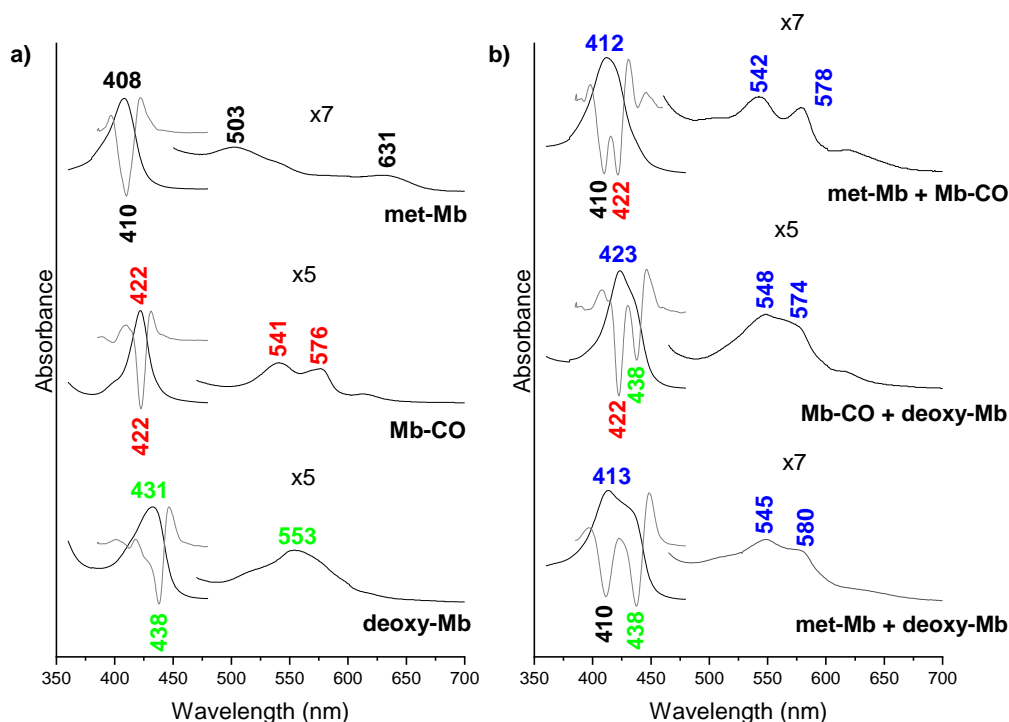 a)
408
x7
503
631
410
met-Mb
422
x5
541
576
422
Mb-CO
431
x5
553
438
deoxy-Mb
Absorbance
350 400 450 500 550 600 650 700
Wavelength (nm)
b)
412
x7
542
578
410
422
met-Mb + Mb-CO
423
x5
548
574
422
438
Mb-CO + deoxy-Mb
413
x7
545
580
410
438
met-Mb + deoxy-Mb
Absorbance
350 400 450 500 550 600 650 700
Wavelength (nm)